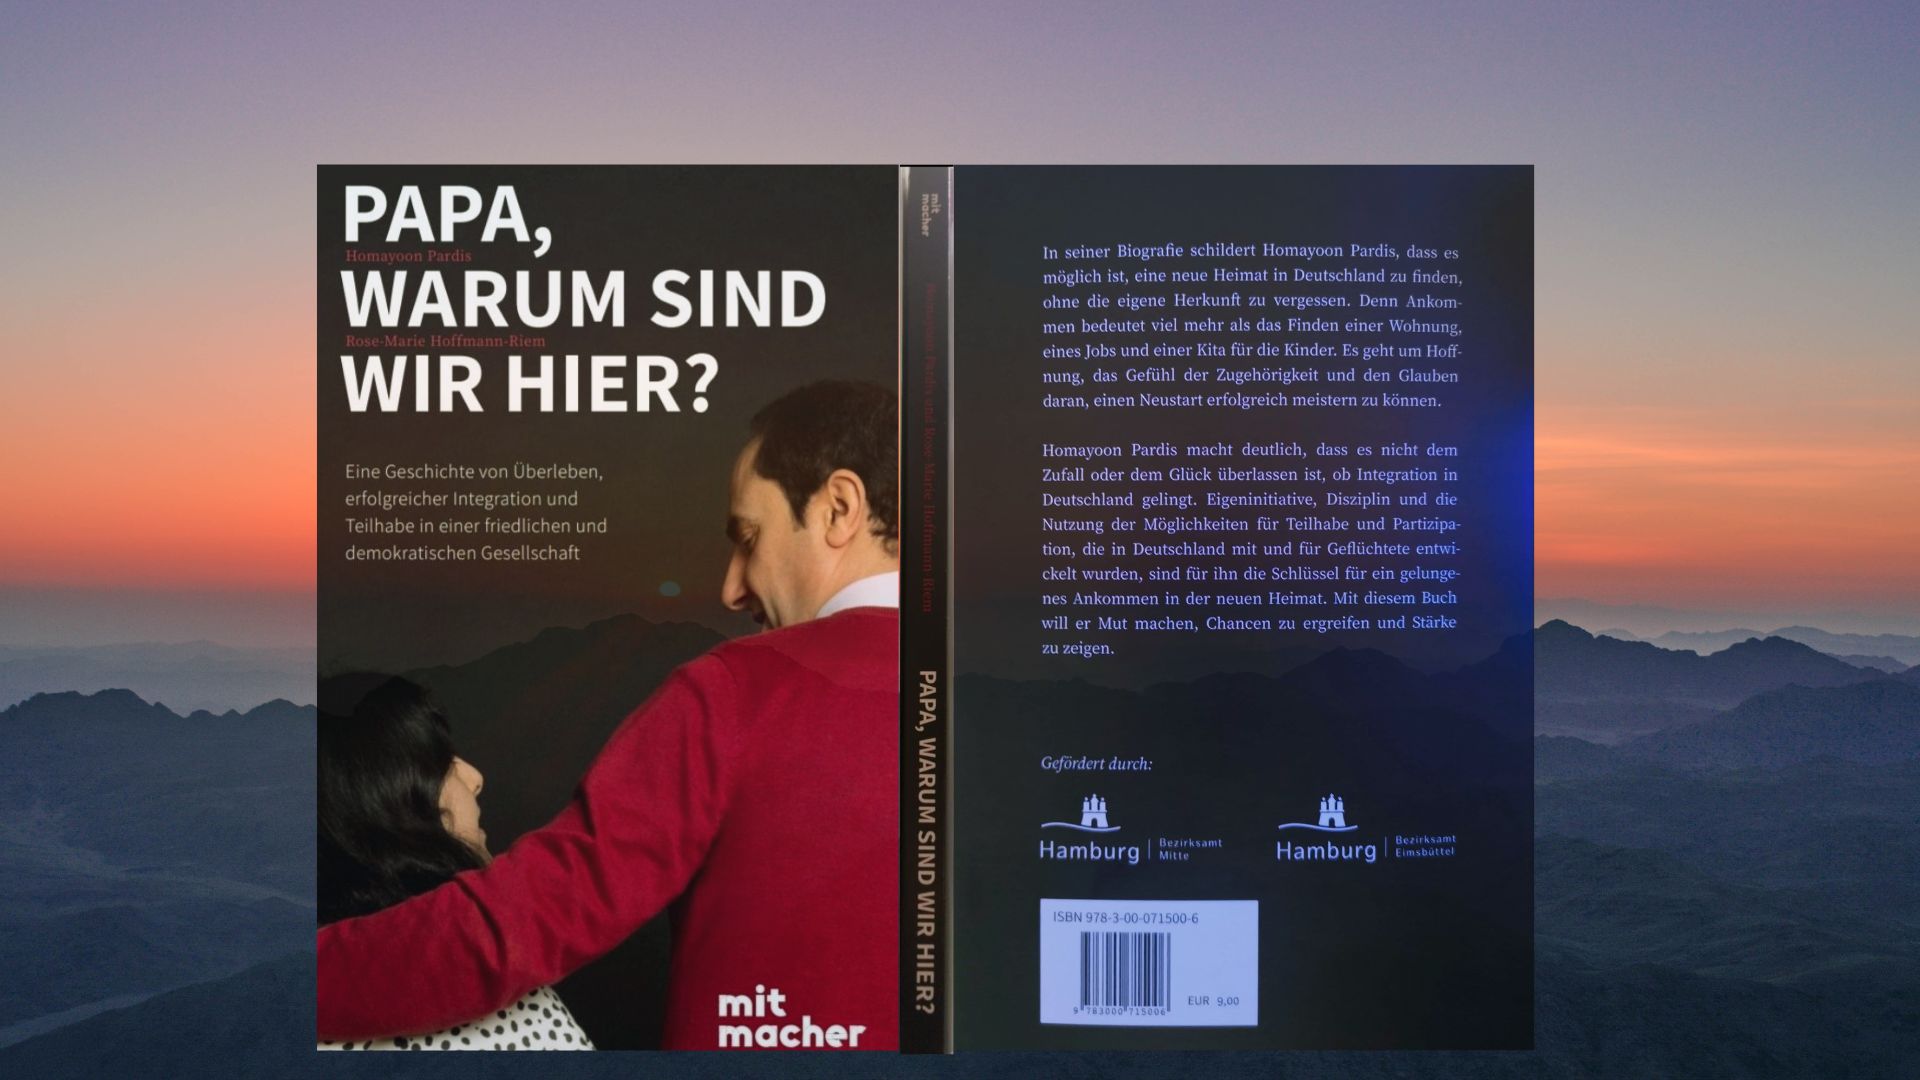 PAPA,
Homayoon Pardis
WARUM SIND
Rose-Marie Hoffmann-Riem
WIR HIER?
Eine Geschichte von Überleben,
erfolgreicher Integration und
Teilhabe in einer friedlichen und
demokratischen Gesellschaft
mit
macher
mit
macher
Homayoon Pardis und Rose-Marie Hoffmann-Riem
PAPA, WARUM SIND WIR HIER?
In seiner Biografie schildert Homayoon Pardis, dass es
möglich ist, eine neue Heimat in Deutschland zu finden,
ohne die eigene Herkunft zu vergessen. Denn Ankom-
men bedeutet viel mehr als das Finden einer Wohnung,
eines Jobs und einer Kita für die Kinder. Es geht um Hoff-
nung, das Gefühl der Zugehörigkeit und den Glauben
daran, einen Neustart erfolgreich meistern zu können.
Homayoon Pardis macht deutlich, dass es nicht dem
Zufall oder dem Glück überlassen ist, ob Integration in
Deutschland gelingt. Eigeninitiative, Disziplin und die
Nutzung der Möglichkeiten für Teilhabe und Partizipa-
tion, die in Deutschland mit und für Geflüchtete entwi-
ckelt wurden, sind für ihn die Schlüssel für ein gelunge-
nes Ankommen in der neuen Heimat. Mit diesem Buch
will er Mut machen, Chancen zu ergreifen und Stärke
zu zeigen.
Gefördert durch:
Hamburg | Bezirksamt
Mitte
Hamburg | Bezirksamt
Eimsbüttel
ISBN 978-3-00-071500-6
EUR 9,00
9 783000 715006